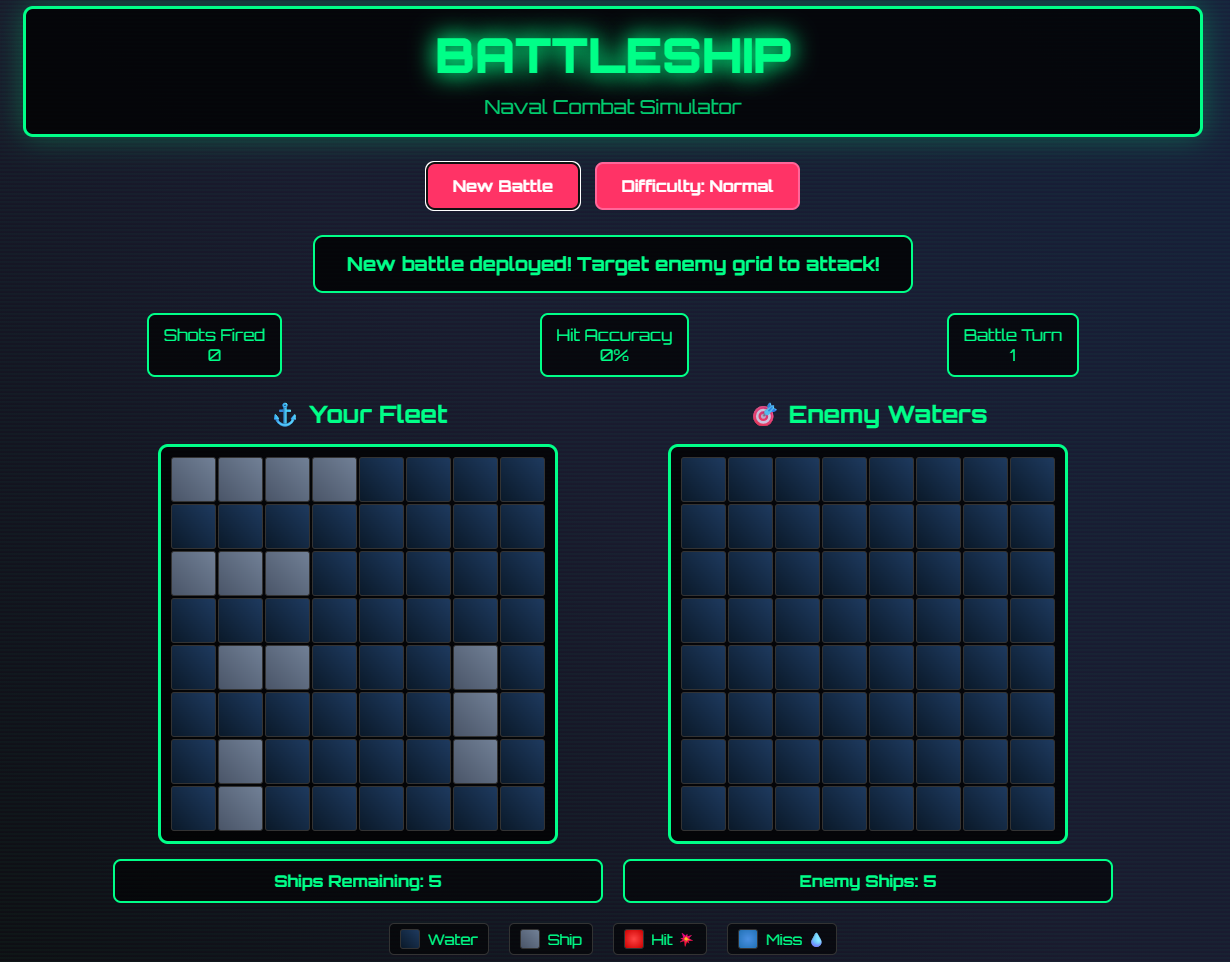 BATTLESHIP
Naval Combat Simulator
New Battle
Difficulty: Normal
New battle deployed! Target enemy grid to attack!
Shots Fired
0
Hit Accuracy
0%
Battle Turn
1
⚓ Your Fleet
🎯 Enemy Waters
Ships Remaining: 5
Enemy Ships: 5
Water
Ship
Hit 💥
Miss 💧